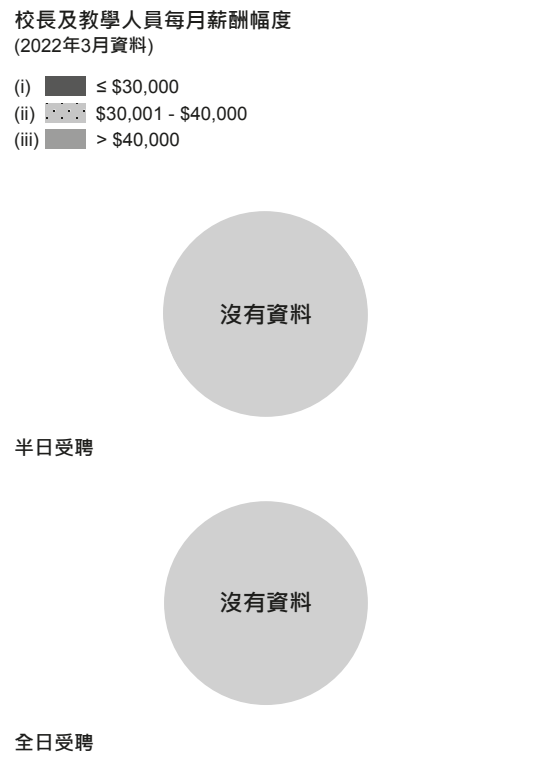 校長及教學人員每月薪酬幅度
(2022年3月資料)
(i) ≤ $30,000
(ii) $30,001 - $40,000
(iii) > $40,000
沒有資料
半日受聘
沒有資料
全日受聘